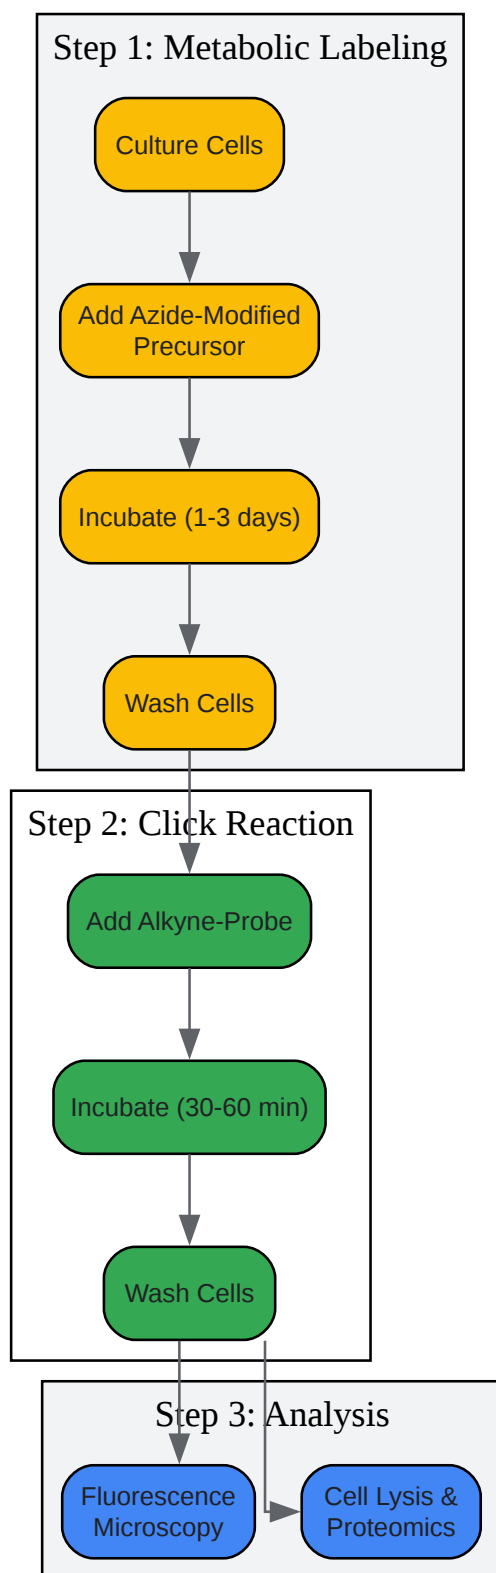 Step 1: Metabolic Labeling
Culture Cells
Add Azide-Modified
Precursor
Incubate (1-3 days)
Wash Cells
Step 2: Click Reaction
Add Alkyne-Probe
Incubate (30-60 min)
Wash Cells
Step 3: Analysis
Fluorescence
Microscopy
Cell Lysis &
Proteomics